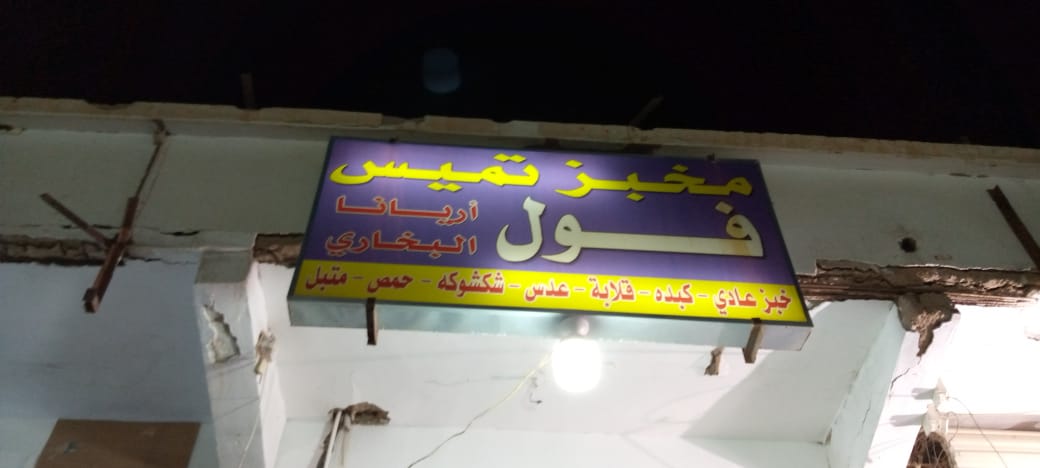 مخبز تميس
فول
أريانا
البخاري
خبز عادي - كبده - قلابة - عدس - شكشوكه - حمص - متبل